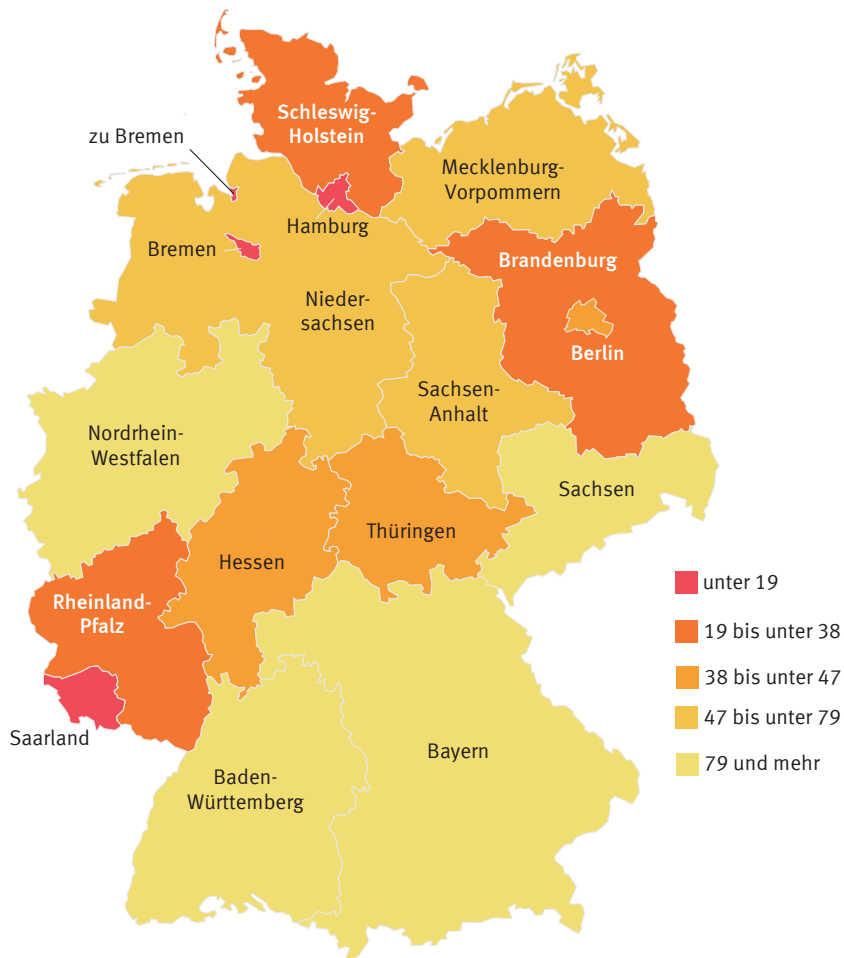 Schleswig-
Holstein
zu Bremen
Mecklenburg-
Vorpommern
Hamburg
Bremen
Brandenburg
Nieder-
sachsen
Berlin
Sachsen-
Anhalt
Nordrhein-
Westfalen
Sachsen
Thüringen
Hessen
Rheinland-
Pfalz
Saarland
Bayern
Baden-
Württemberg
unter 19
19 bis unter 38
38 bis unter 47
47 bis unter 79
79 und mehr